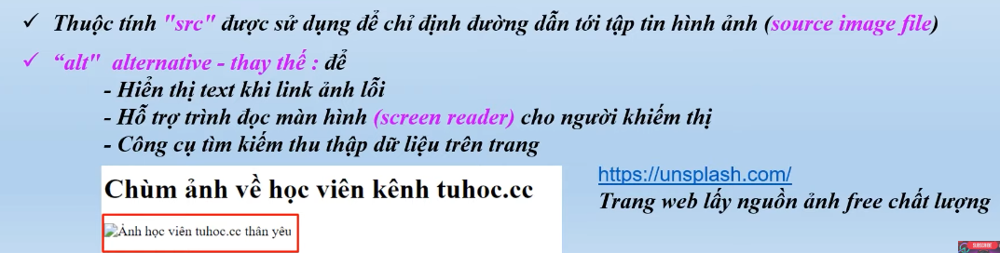 ✓ Thuộc tính "src" được sử dụng để chỉ định đường dẫn tới tập tin hình ảnh (source image file)
✓ “alt" alternative - thay thế : để
- Hiển thị text khi link ảnh lỗi
- Hỗ trợ trình đọc màn hình (screen reader) cho người khiếm thị
- Công cụ tìm kiếm thu thập dữ liệu trên trang
Chùm ảnh về học viên kênh tuhoc.cc
Ảnh học viên tuhoc.cc thân yêu
https://unsplash.com/
Trang web lấy nguồn ảnh free chất lượng
SUBSCRIBE